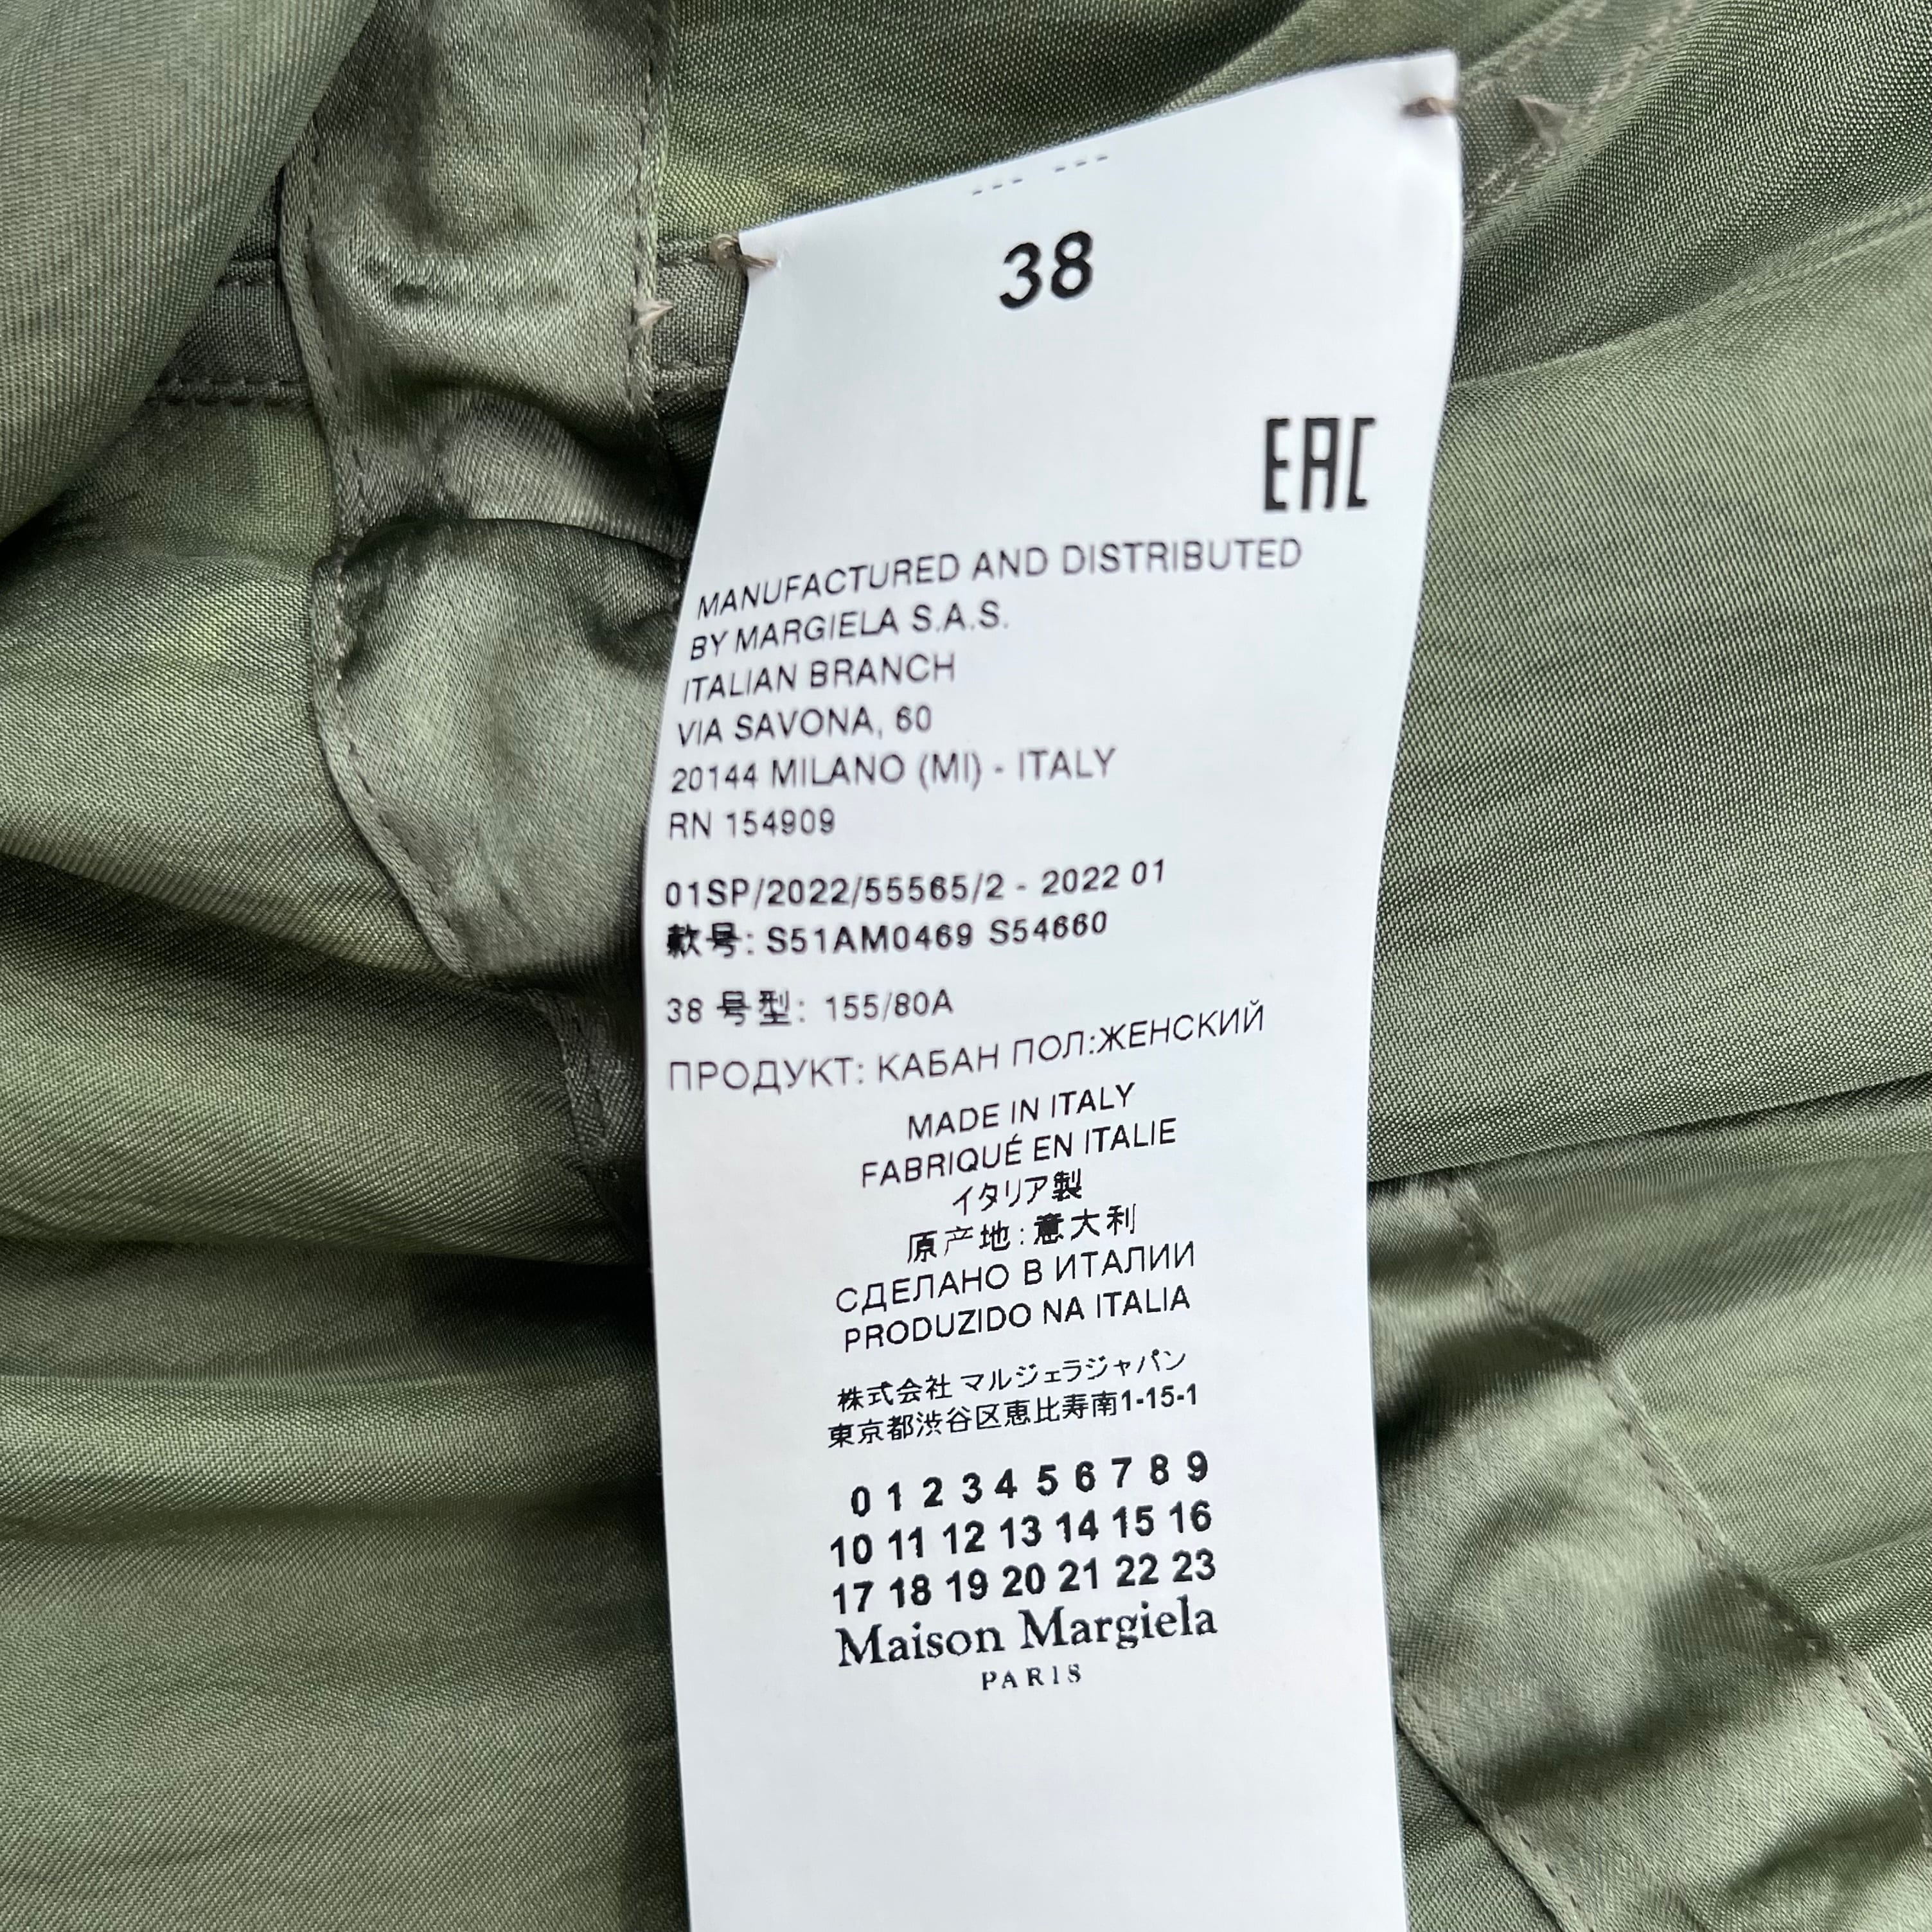 38
EAC
MANUFACTURED AND DISTRIBUTED
BY MARGIELA S.A.S.
ITALIAN BRANCH
VIA SAVONA, 60
20144 MILANO (MI) - ITALY
RN 154909
01SP/2022/55565/2 - 2022 01
款号: S51AM0469 S54660
38 号型: 155/80A
ПРОДУКТ: КАБАН ПОЛ:ЖЕНСКИЙ
MADE IN ITALY
FABRIQUÉ EN ITALIE
イタリア製
原产地:意大利
СДЕЛАНО В ИТАЛИИ
PRODUZIDO NA ITALIA
株式会社 マルジェラジャパン
東京都渋谷区恵比寿南1-15-1
0 1 2 3 4 5 6 7 8 9
10 11 12 13 14 15 16
17 18 19 20 21 22 23
Maison Margiela
PARIS